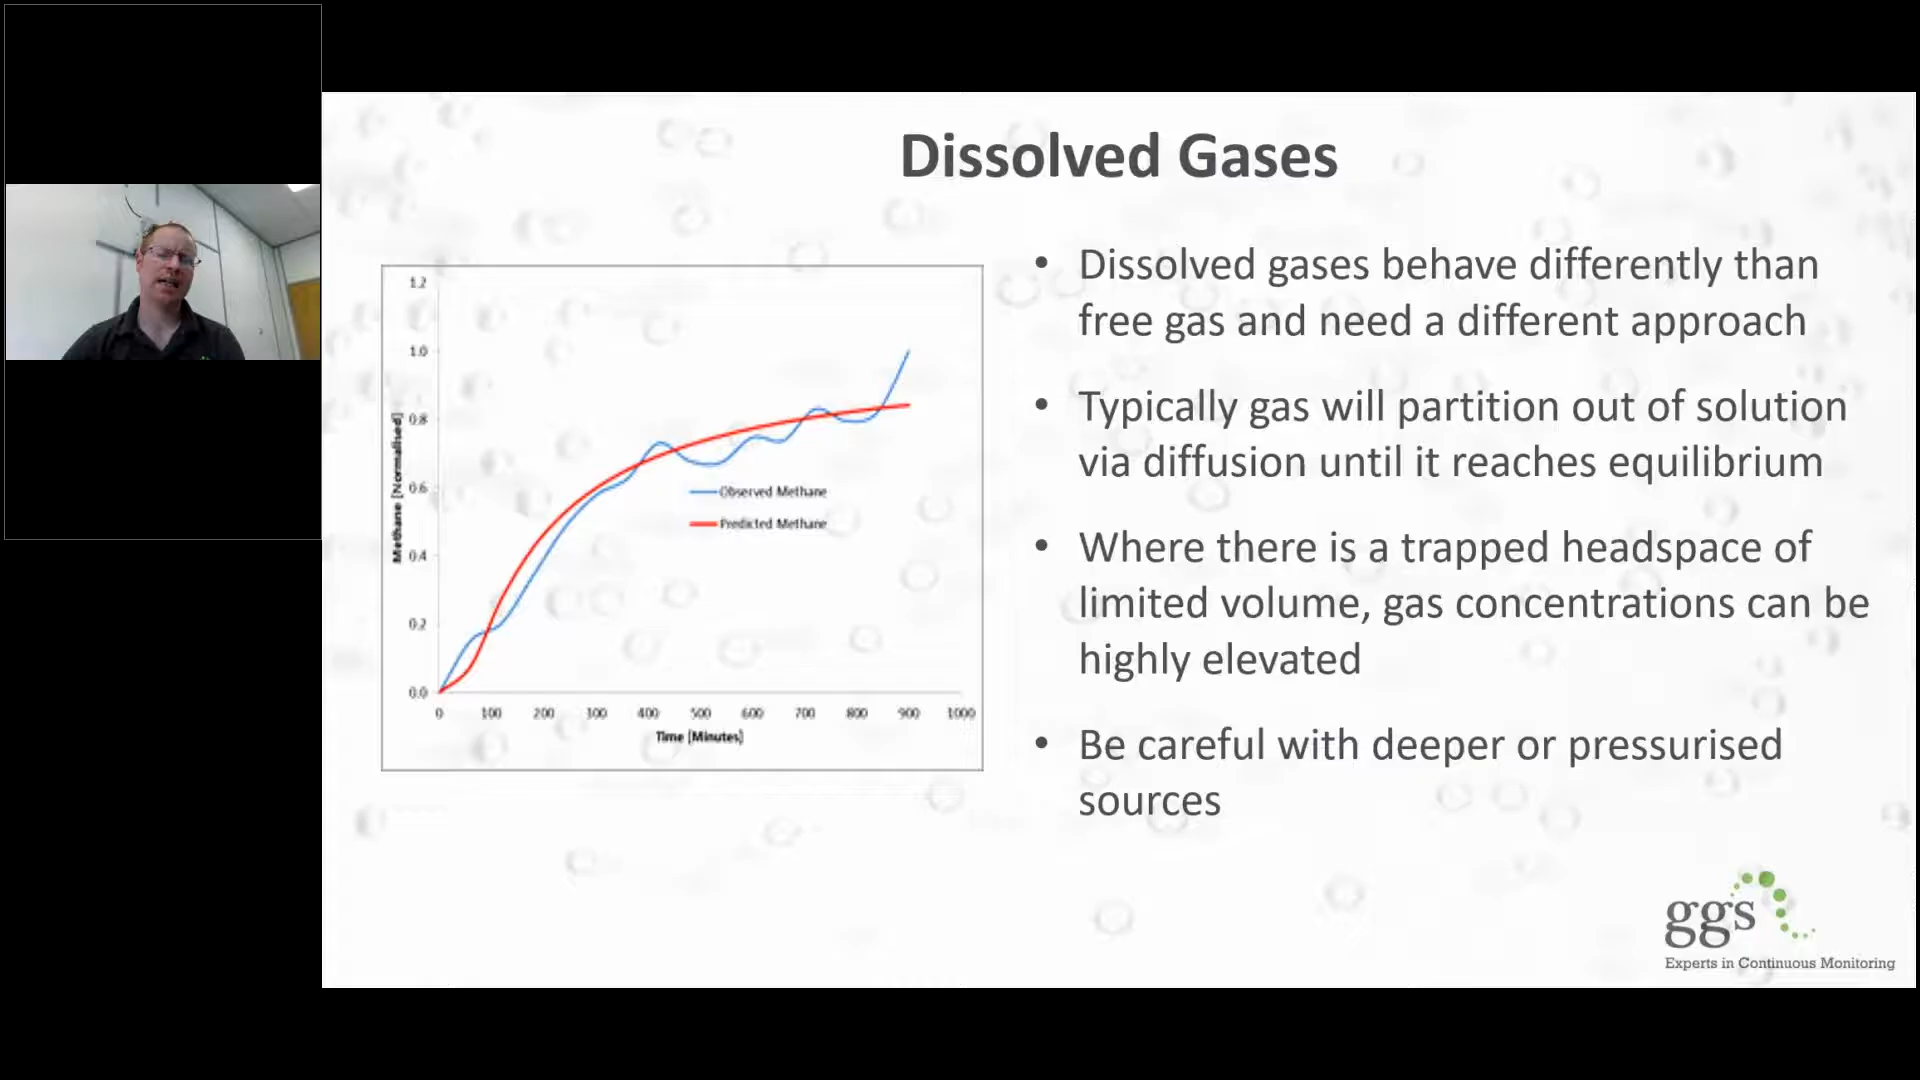 Dissolved Gases
1.2
1.0
0.8
0.6
0.4
0.2
0.0
Methane [Normalised]
Observed Methane
Predicted Methane
0 100 200 300 400 500 600 700 800 900 1000
Time [Minutes]
• Dissolved gases behave differently than
free gas and need a different approach
• Typically gas will partition out of solution
via diffusion until it reaches equilibrium
• Where there is a trapped headspace of
limited volume, gas concentrations can be
highly elevated
• Be careful with deeper or pressurised
sources
ggs
Experts in Continuous Monitoring